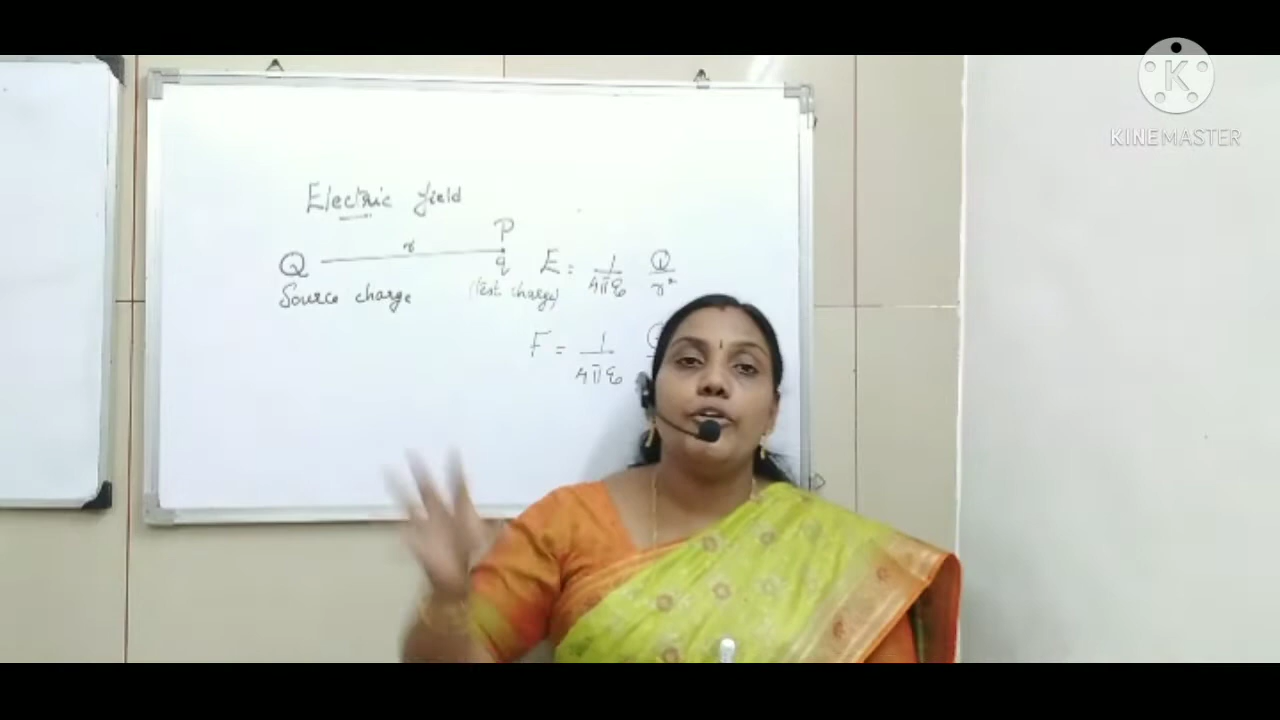 KINEMASTER
Electric field
Q r P
q
Source charge (test charge)
E = 1/4πε₀ Q/r²
F = 1/4πε₀